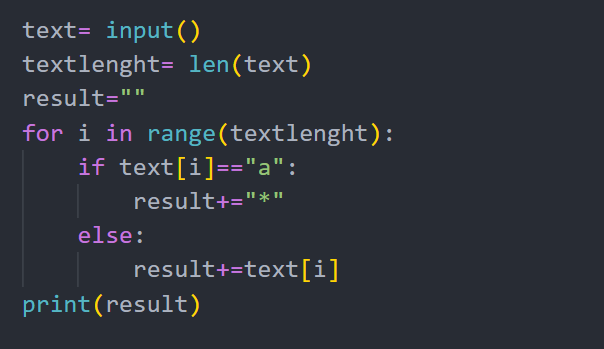 text= input()
textlenght= len(text)
result=""
for i in range(textlenght):
    if text[i]=="a":
        result+="*"
    else:
        result+=text[i]
print(result)